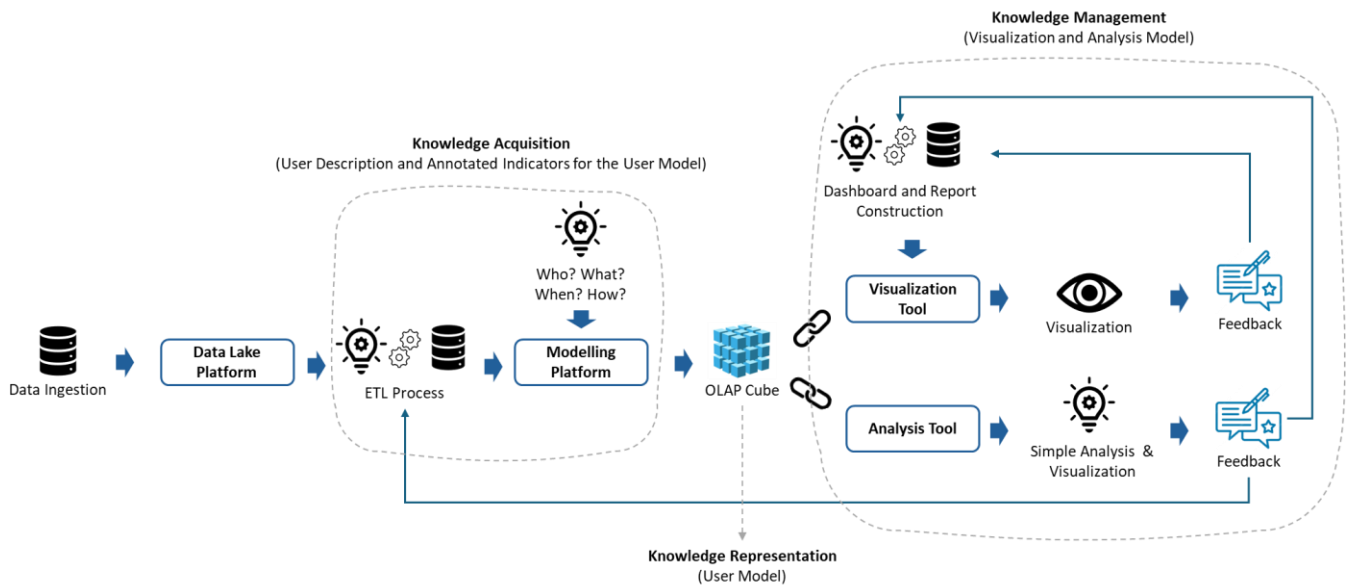 Knowledge Management
(Visualization and Analysis Model)
Knowledge Acquisition
(User Description and Annotated Indicators for the User Model)
Dashboard and Report
Construction
Who? What?
When? How?
Visualization
Tool
Visualization
Feedback
Data Ingestion
Data Lake
Platform
ETL Process
Modelling
Platform
OLAP Cube
Analysis Tool
Simple Analysis &
Visualization
Feedback
Knowledge Representation
(User Model)